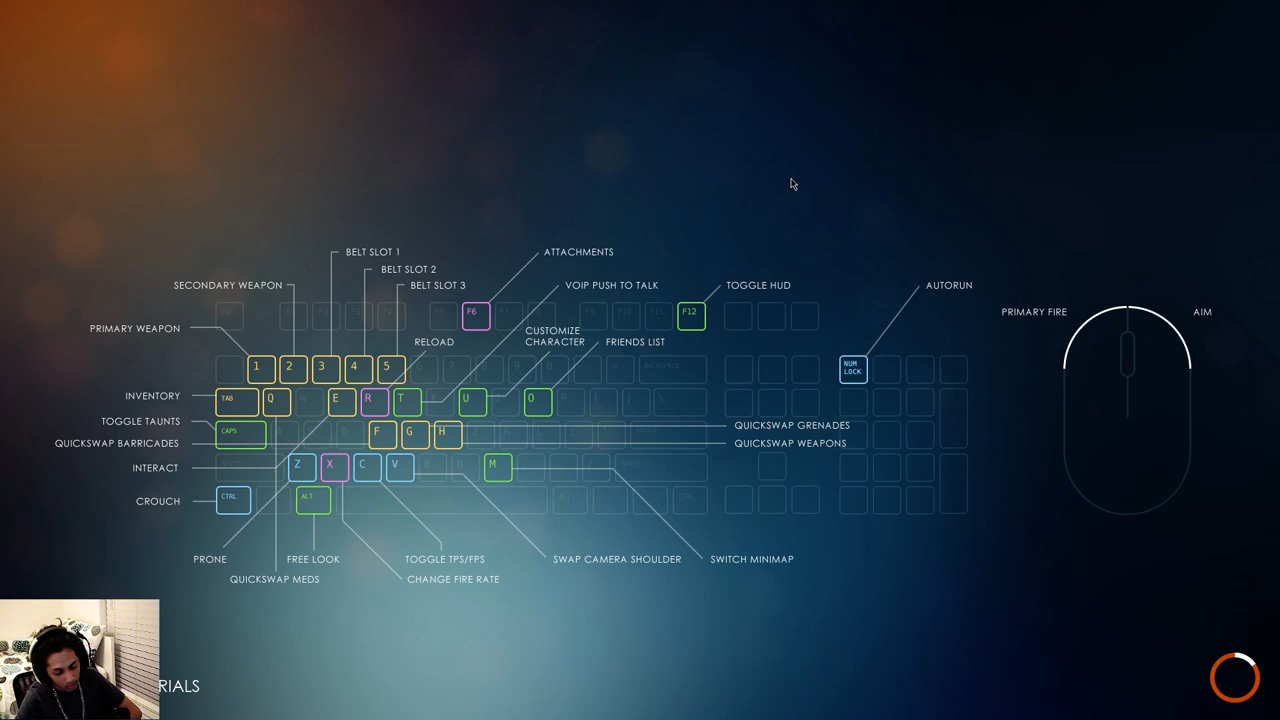 BELT SLOT 1
ATTACHMENTS
BELT SLOT 2
SECONDARY WEAPON
BELT SLOT 3
VOIP PUSH TO TALK
TOGGLE HUD
AUTORUN
F6
F12
PRIMARY FIRE
AIM
PRIMARY WEAPON
CUSTOMIZE
CHARACTER
RELOAD
FRIENDS LIST
1 2 3 4 5
BACKSPACE
NUM
LOCK
INVENTORY
TAB Q E R T U O
TOGGLE TAUNTS
CAPS F G H
QUICKSWAP GRENADES
QUICKSWAP BARRICADES
QUICKSWAP WEAPONS
INTERACT
Z X C V M
CROUCH
CTRL ALT
PRONE
FREE LOOK
TOGGLE TPS/FPS
SWAP CAMERA SHOULDER
SWITCH MINIMAP
QUICKSWAP MEDS
CHANGE FIRE RATE
RIALS